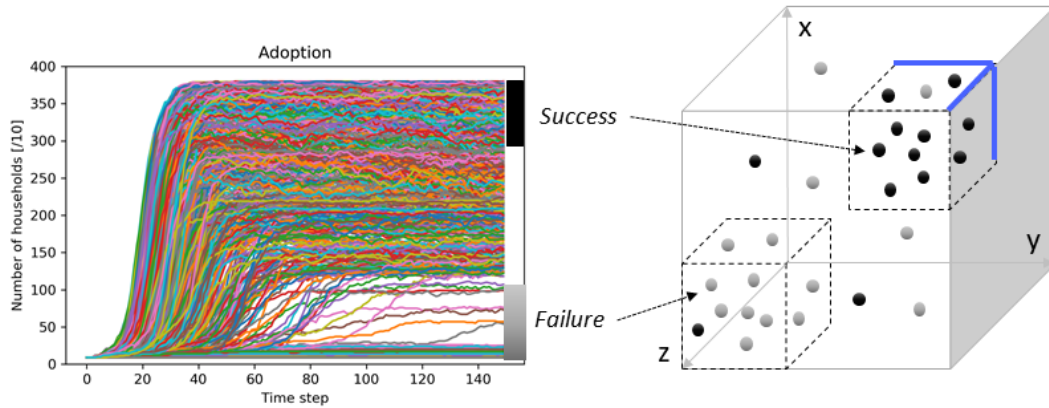 Adoption
Number of households [/10]
400
350
300
250
200
150
100
50
0
0 20 40 60 80 100 120 140
Time step
x
Success
y
Failure
z